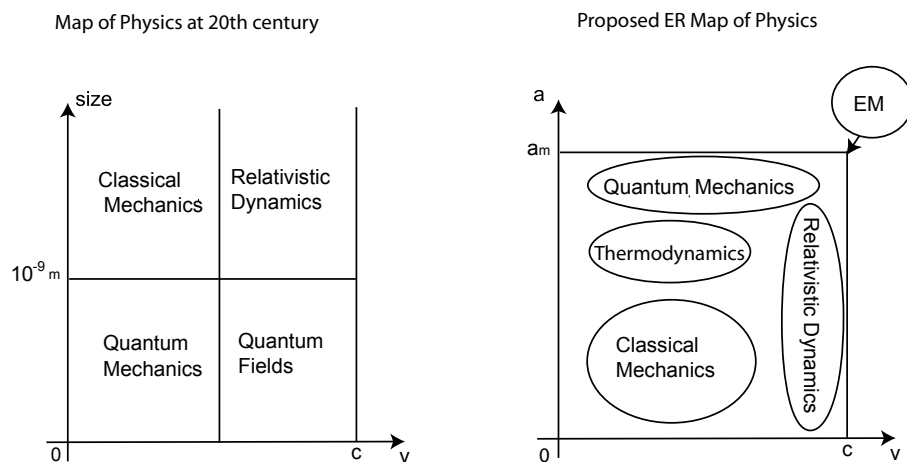 Map of Physics at 20th century
size
Classical
Mechanics
Relativistic
Dynamics
10-9 m
Quantum
Mechanics
Quantum
Fields
0
c
v
Proposed ER Map of Physics
a
EM
am
Quantum Mechanics
Thermodynamics
Relativistic Dynamics
Classical
Mechanics
0
c
v